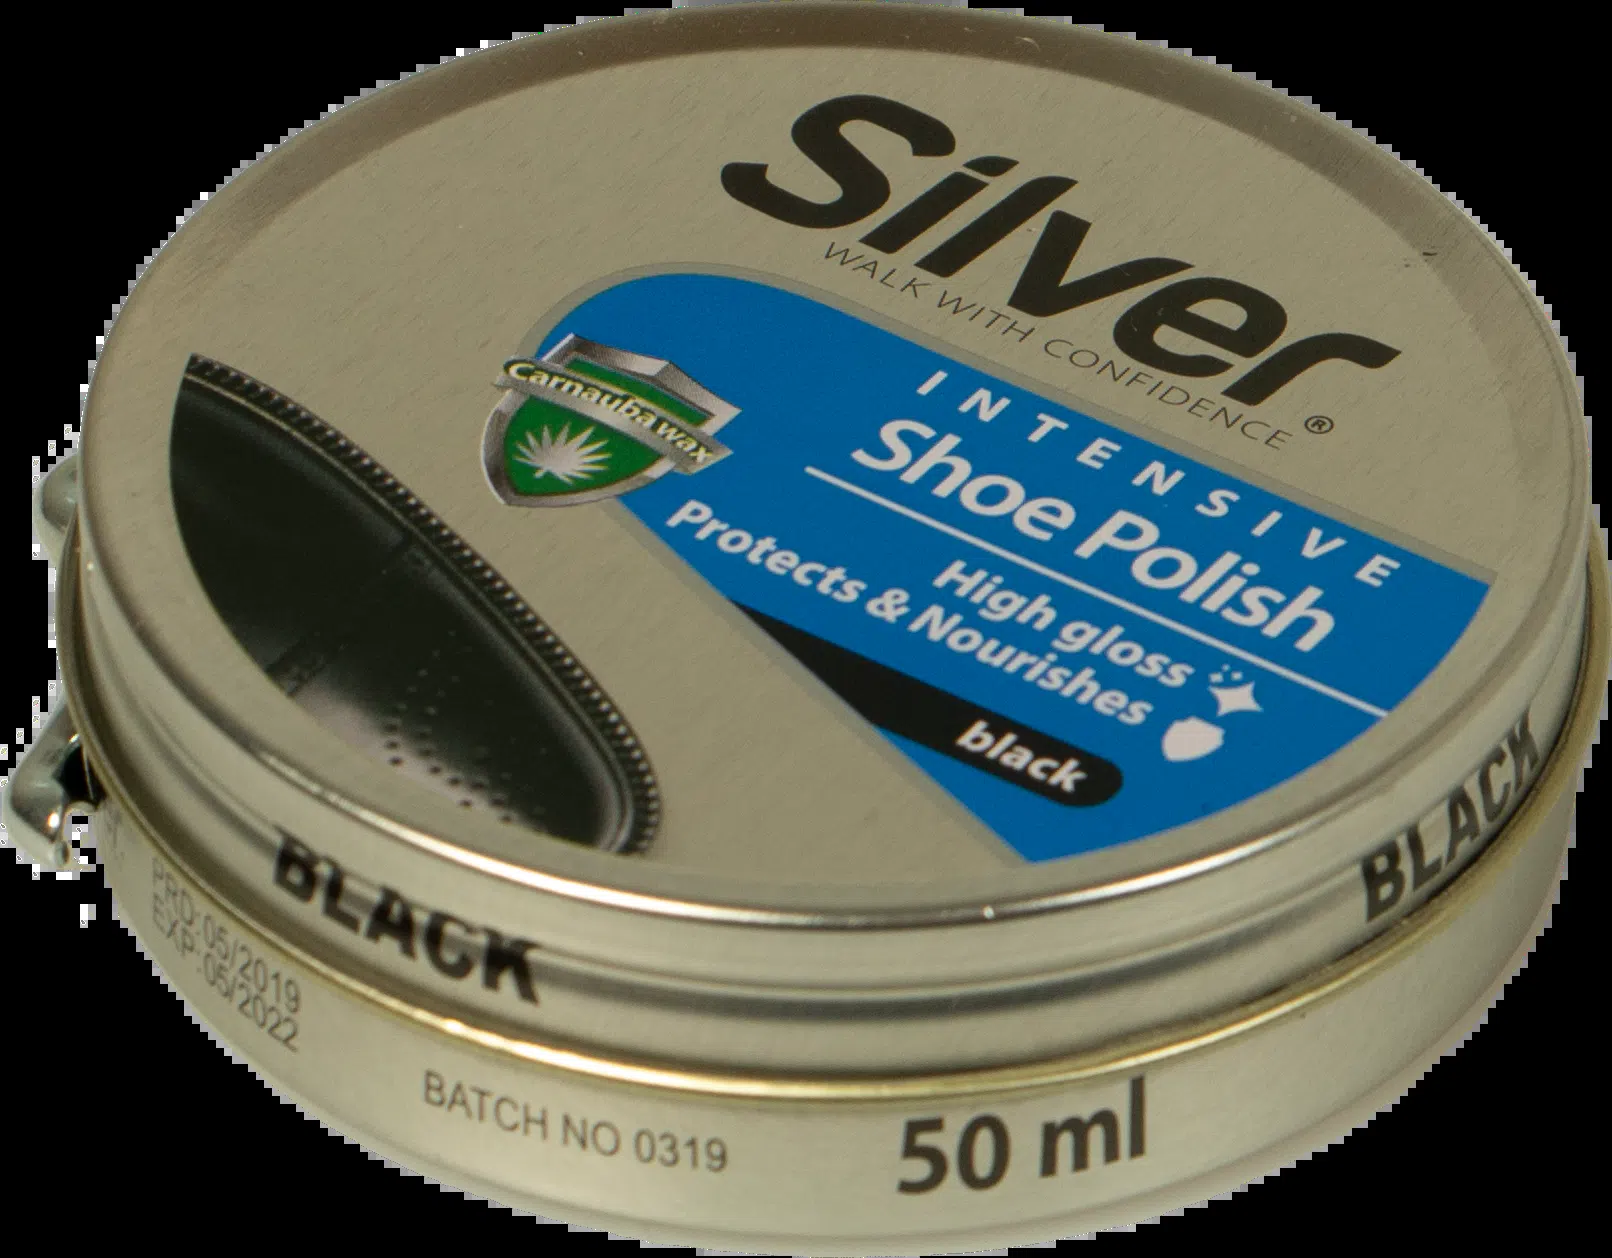 Silver®
WALK WITH CONFIDENCE
Carnauba wax
INTENSIVE
Shoe Polish
High gloss
Protects & Nourishes
black
BLACK
BLACK
PRD:05/2019
EXP:05/2022
BATCH NO 0319
50 ml